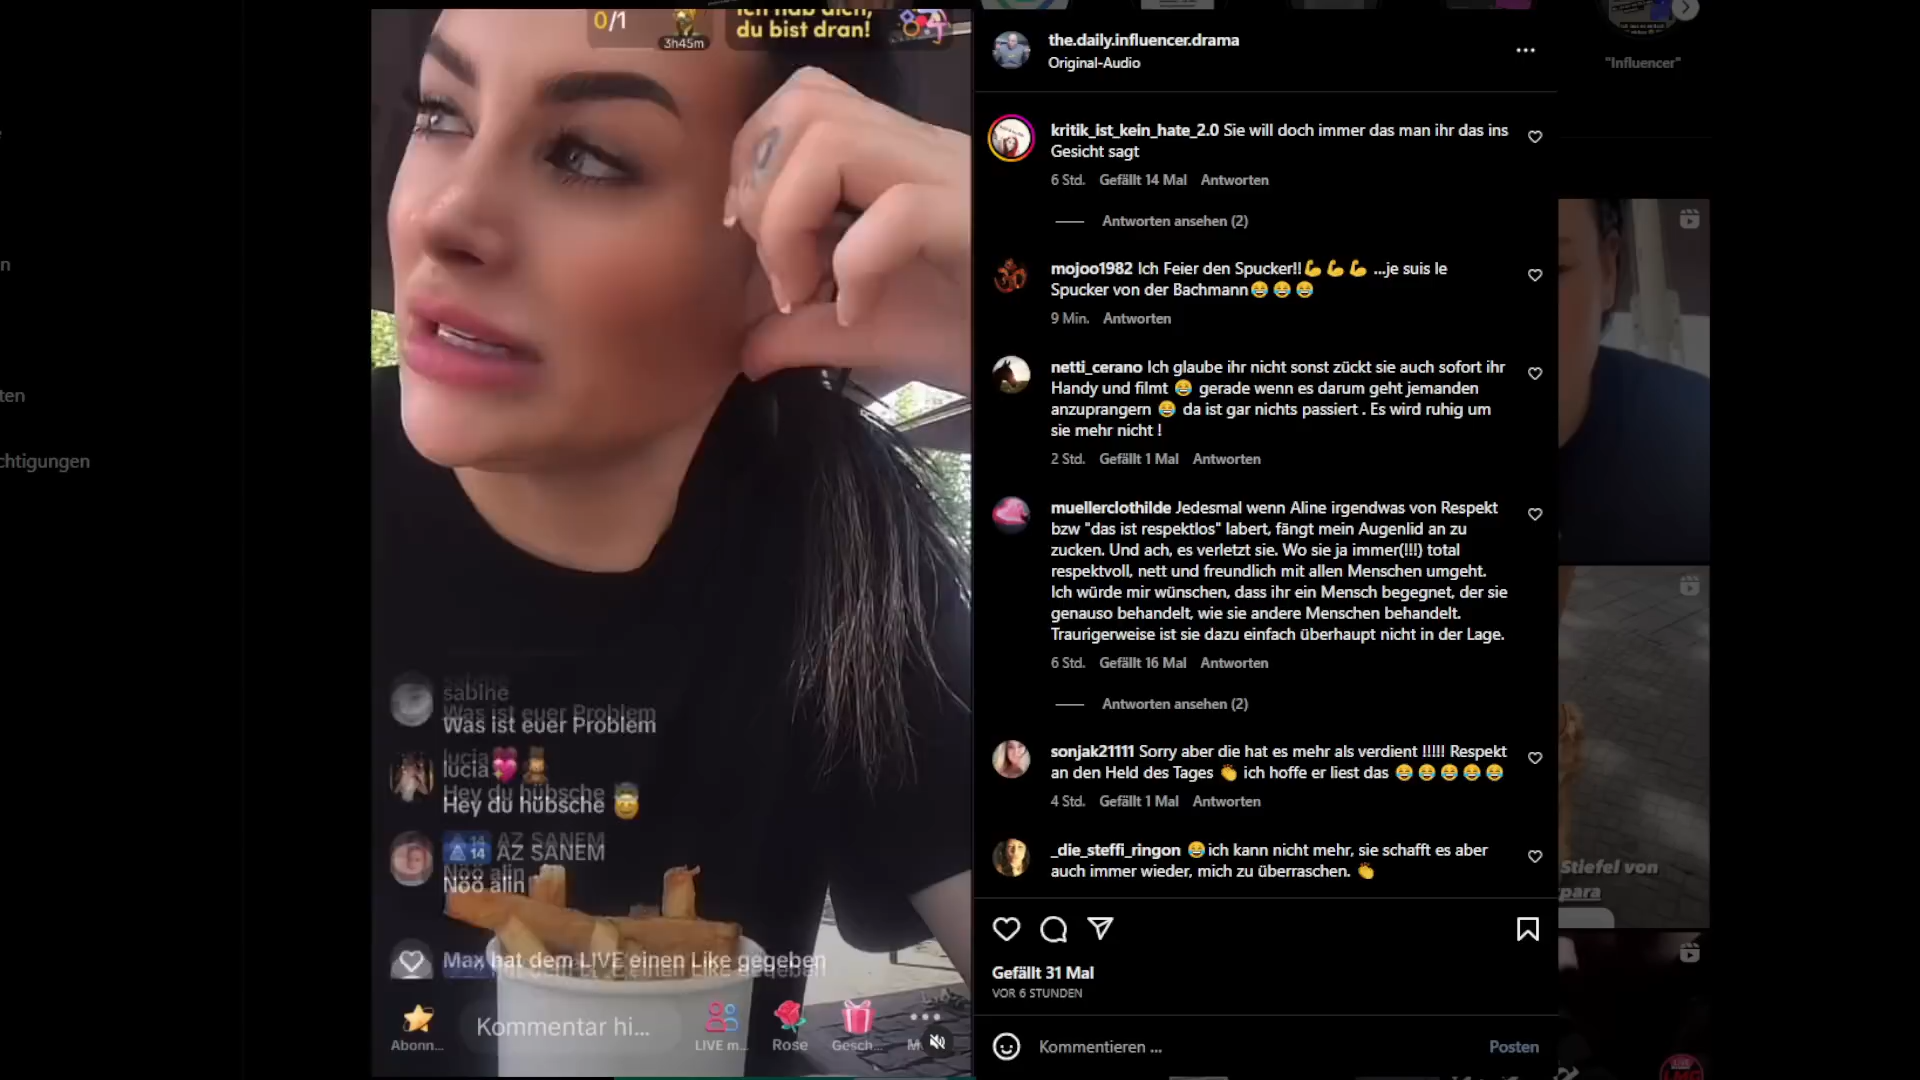 n
ten
chtigungen
0/1
3h45m
Ich hab dich,
du bist dran!
sabine
Was ist euer Problem
lucia💗
Hey du hübsche 😇
14 AZ SANEM
Nöö alin
Max hat dem LIVE einen Like gegeben
Abonn...
Kommentar hi...
LIVE m...
Rose
Gesch...
the.daily.influencer.drama
Original-Audio
kritik_ist_kein_hate_2.0 Sie will doch immer das man ihr das ins
Gesicht sagt
6 Std. Gefällt 14 Mal Antworten
Antworten ansehen (2)
mojoo1982 Ich Feier den Spucker!!💪💪💪 ...je suis le
Spucker von der Bachmann😂😂😂
9 Min. Antworten
netti_cerano Ich glaube ihr nicht sonst zückt sie auch sofort ihr
Handy und filmt 😂 gerade wenn es darum geht jemanden
anzuprangern 😂 da ist gar nichts passiert . Es wird ruhig um
sie mehr nicht !
2 Std. Gefällt 1 Mal Antworten
muellerclothilde Jedesmal wenn Aline irgendwas von Respekt
bzw "das ist respektlos" labert, fängt mein Augenlid an zu
zucken. Und ach, es verletzt sie. Wo sie ja immer(!!!) total
respektvoll, nett und freundlich mit allen Menschen umgeht.
Ich würde mir wünschen, dass ihr ein Mensch begegnet, der sie
genauso behandelt, wie sie andere Menschen behandelt.
Traurigerweise ist sie dazu einfach überhaupt nicht in der Lage.
6 Std. Gefällt 16 Mal Antworten
Antworten ansehen (2)
sonjak21111 Sorry aber die hat es mehr als verdient !!!!! Respekt
an den Held des Tages 👏 ich hoffe er liest das 😂😂😂😂😂
4 Std. Gefällt 1 Mal Antworten
_die_steffi_ringon 😂ich kann nicht mehr, sie schafft es aber
auch immer wieder, mich zu überraschen. 👏
Gefällt 31 Mal
VOR 6 STUNDEN
Kommentieren ...
Posten
"Influencer"
Stiefel von
para